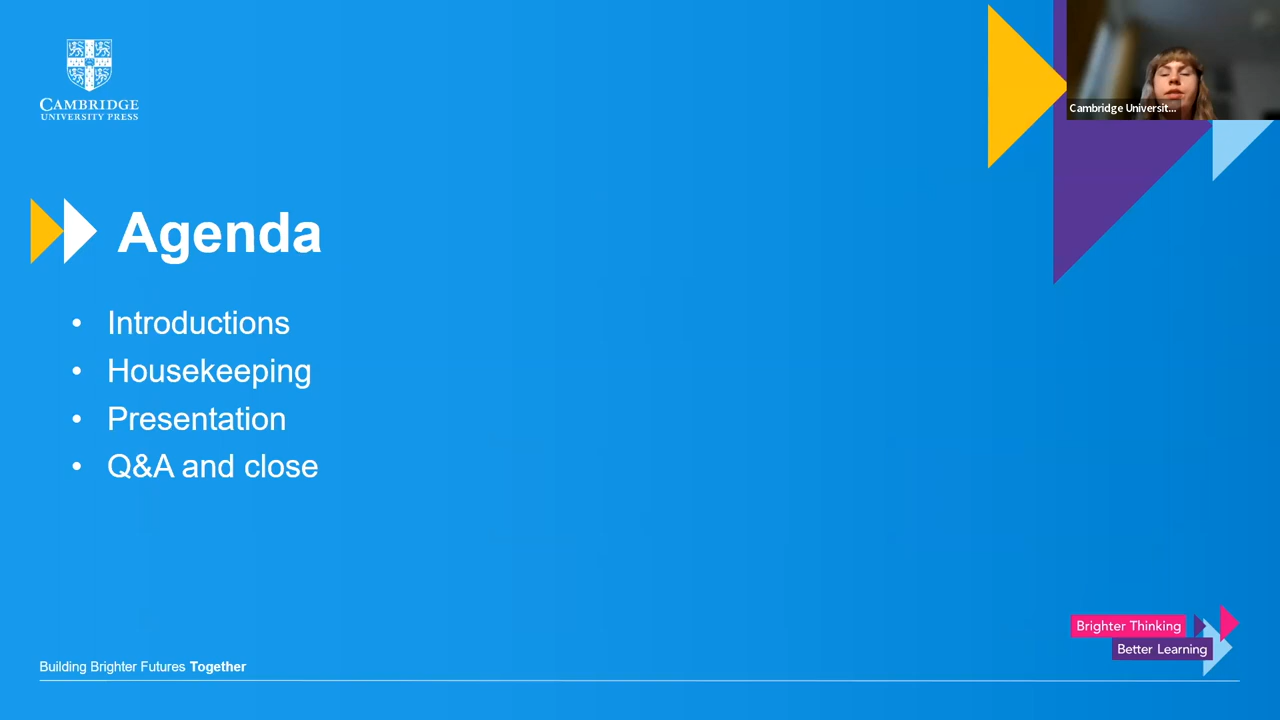 CAMBRIDGE
UNIVERSITY PRESS
Cambridge Universit...
Agenda
• Introductions
• Housekeeping
• Presentation
• Q&A and close
Brighter Thinking
Better Learning
Building Brighter Futures Together